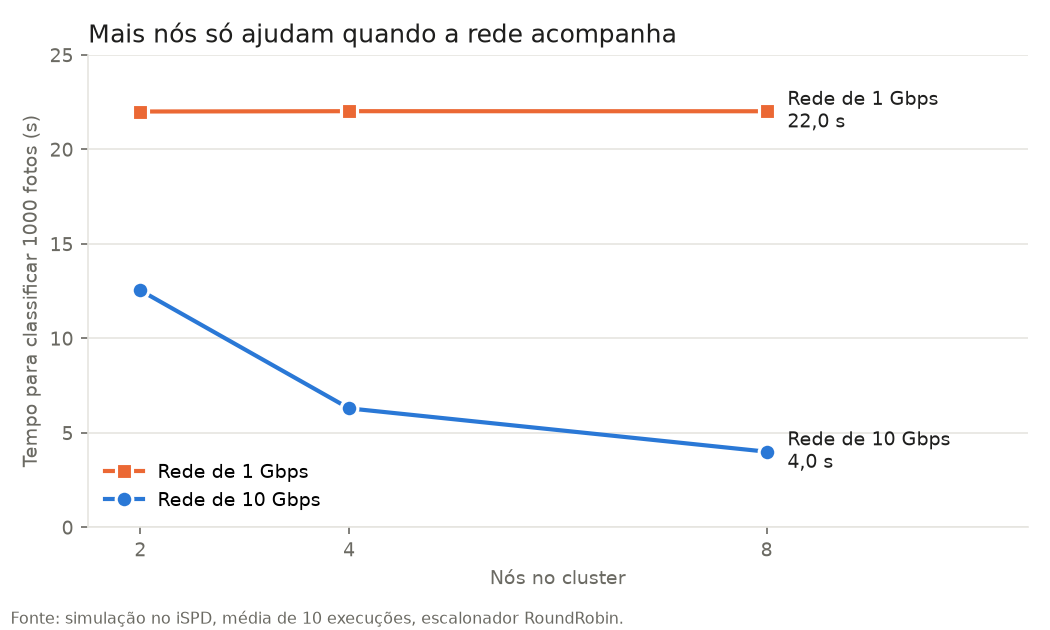 Mais nós só ajudam quando a rede acompanha
Tempo para classificar 1000 fotos (s)
25
20
15
10
5
0
Rede de 1 Gbps
22,0 s
Rede de 10 Gbps
4,0 s
Rede de 1 Gbps
Rede de 10 Gbps
2
4
8
Nós no cluster
Fonte: simulação no iSPD, média de 10 execuções, escalonador RoundRobin.